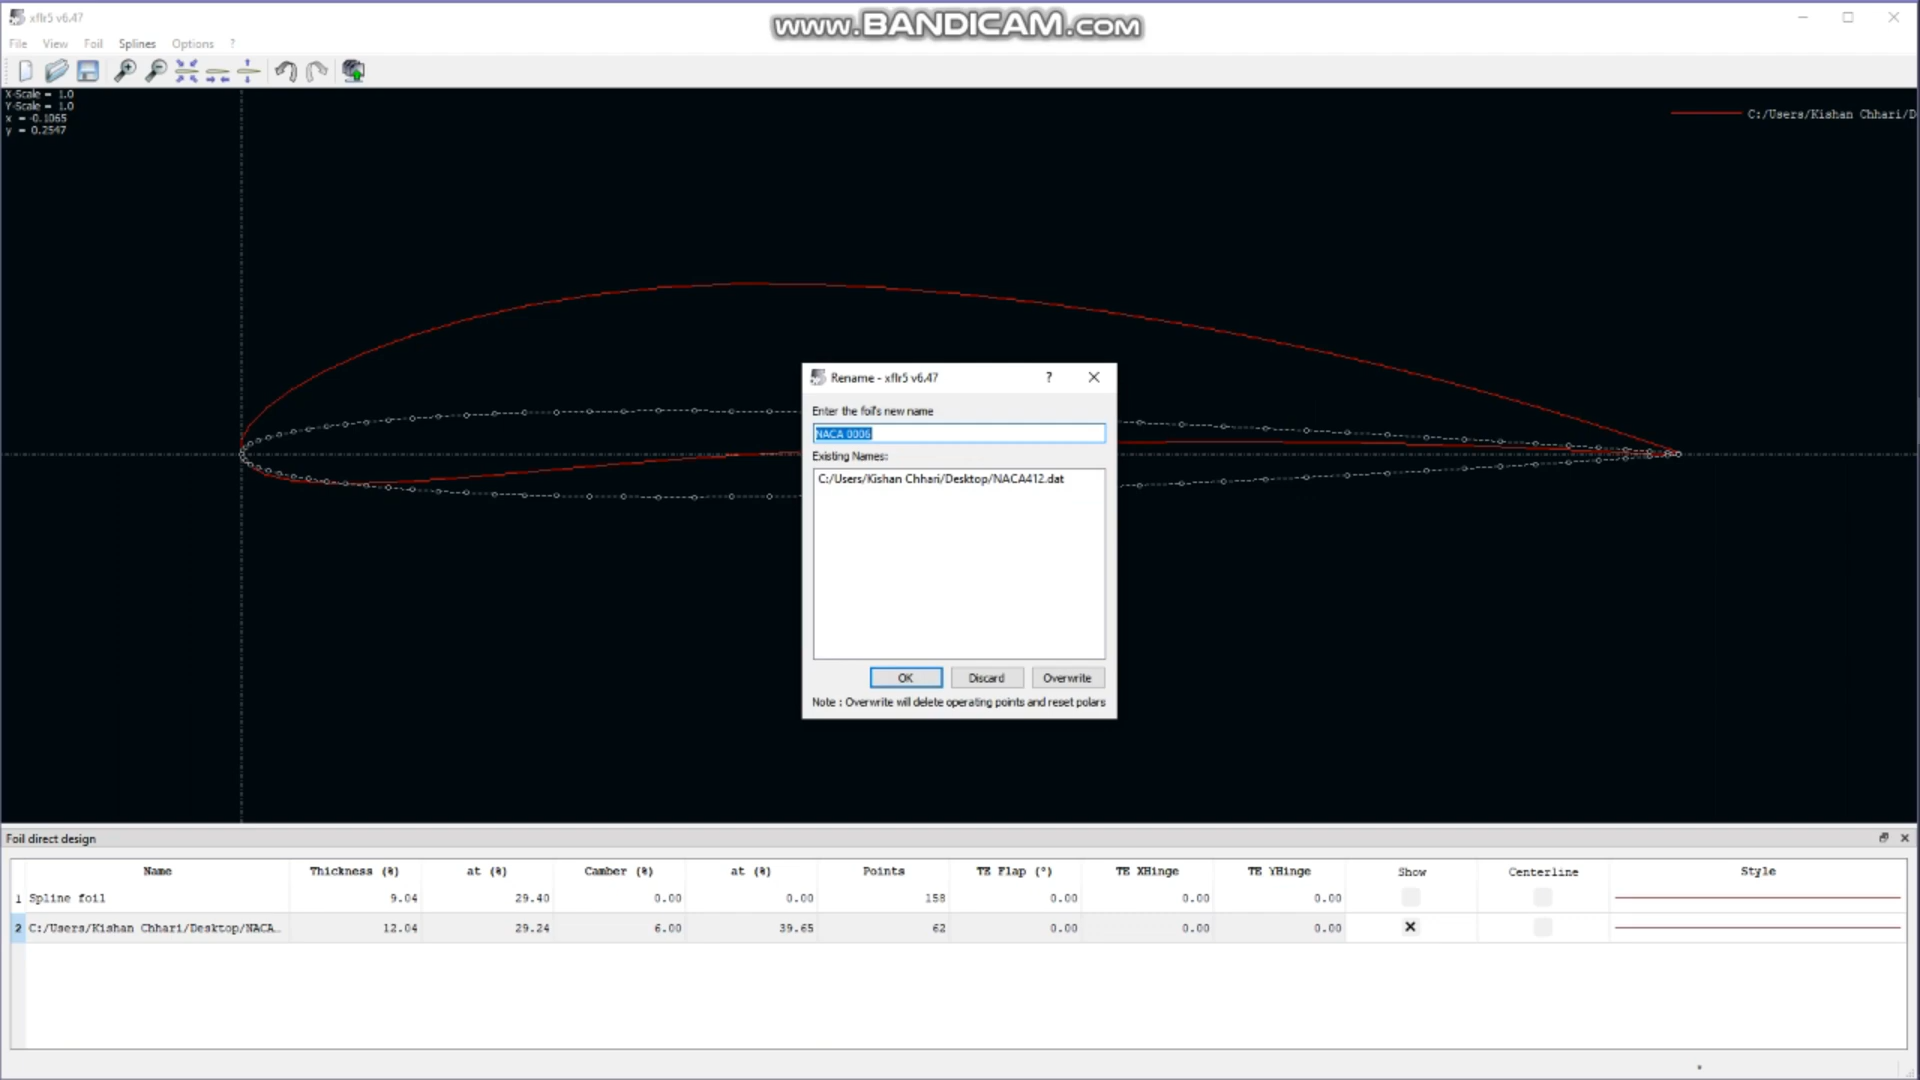 xflr5 v6.47
www.BANDICAM.com
File View Foil Splines Options ?
X-Scale = 1.0
Y-Scale = 1.0
x = -0.1065
y = 0.2547
C:/Users/Kishan Chhari/D
Rename - xflr5 v6.47 ?
Enter the foil's new name
NACA 0006
Existing Names:
C:/Users/Kishan Chhari/Desktop/NACA412.dat
OK Discard Overwrite
Note : Overwrite will delete operating points and reset polars
Foil direct design
Name Thickness (%) at (%) Camber (%) at (%) Points TE Flap (°) TE XHinge TE YHinge Show Centerline Style
1 Spline foil 9.04 29.40 0.00 0.00 158 0.00 0.00 0.00
2 C:/Users/Kishan Chhari/Desktop/NACA... 12.04 29.24 6.00 39.65 62 0.00 0.00 0.00